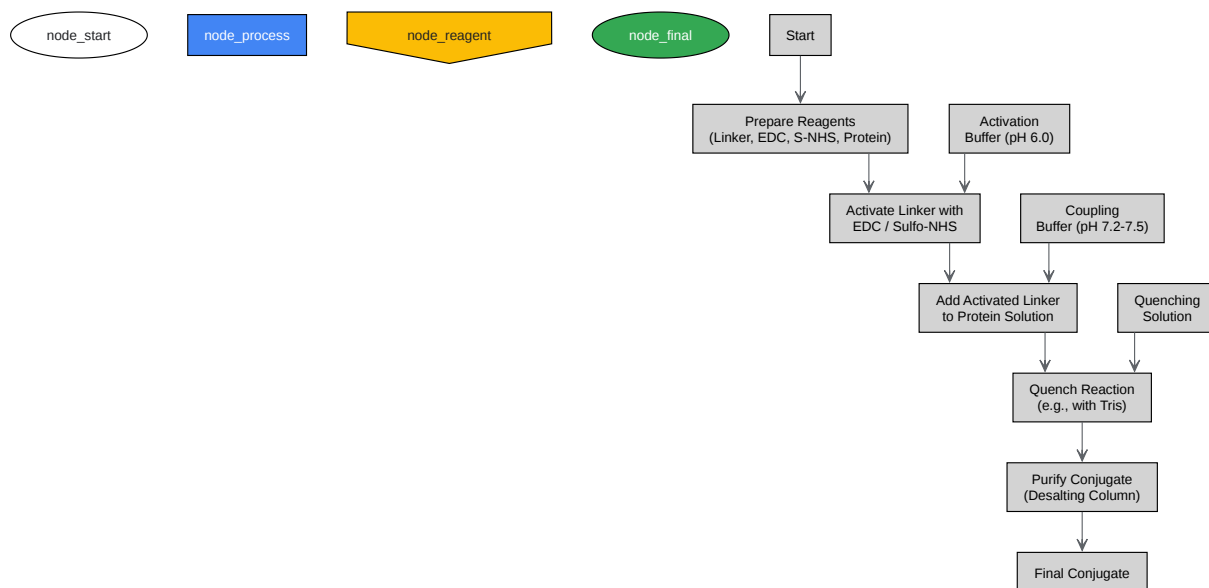 node_start
node_process
node_reagent
node_final
Start
Prepare Reagents
(Linker, EDC, S-NHS, Protein)
Activation
Buffer (pH 6.0)
Activate Linker with
EDC / Sulfo-NHS
Coupling
Buffer (pH 7.2-7.5)
Add Activated Linker
to Protein Solution
Quenching
Solution
Quench Reaction
(e.g., with Tris)
Purify Conjugate
(Desalting Column)
Final Conjugate